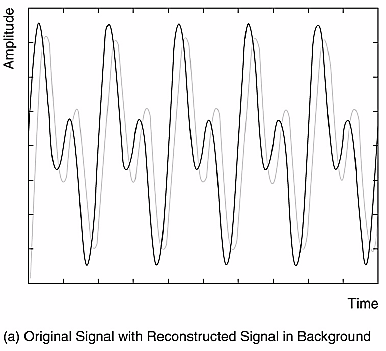 Amplitude
Time
(a) Original Signal with Reconstructed Signal in Background